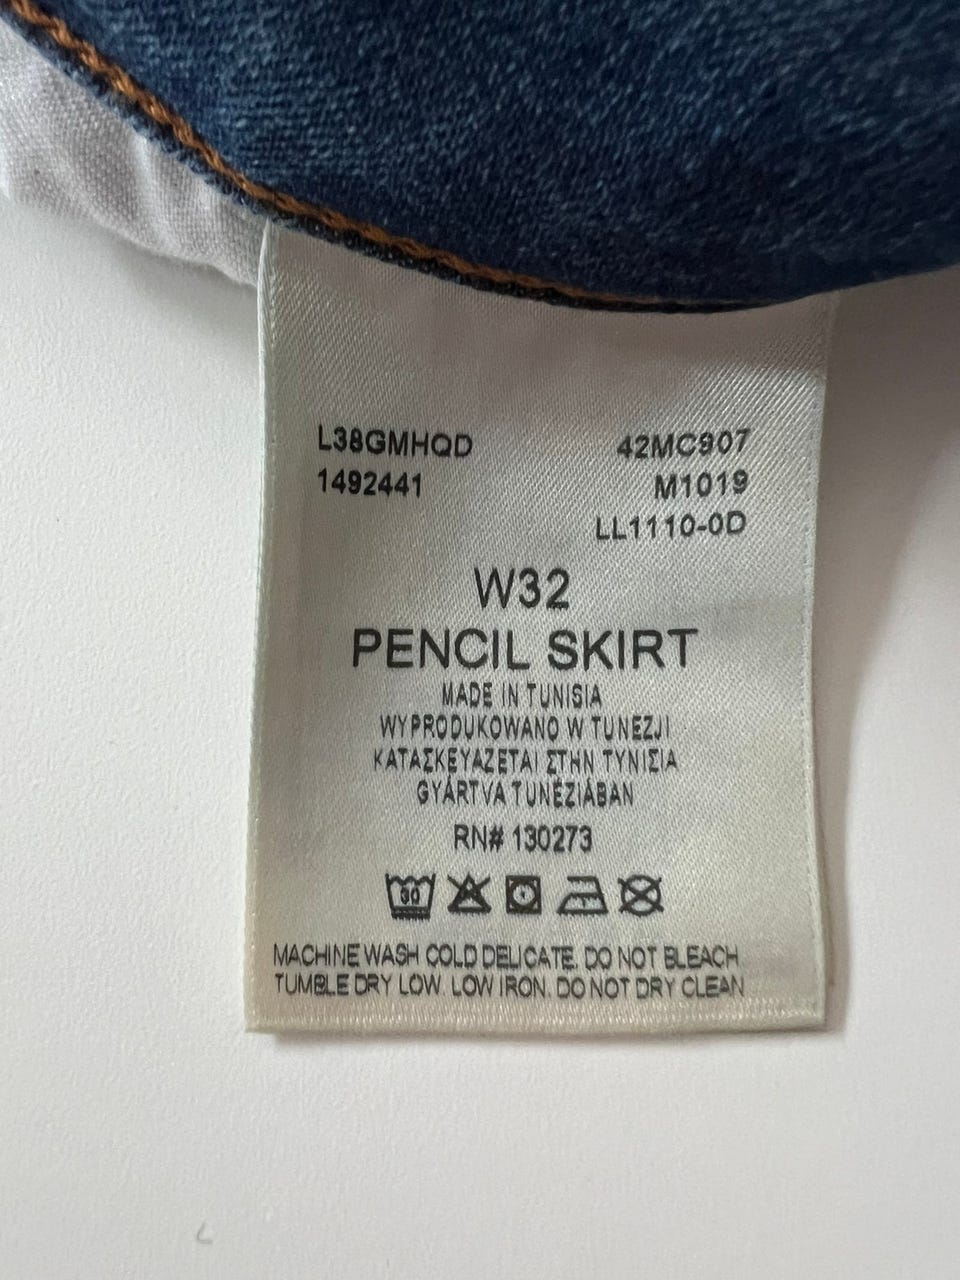 L38GMHQD 42MC907
1492441 M1019
LL1110-0D
W32
PENCIL SKIRT
MADE IN TUNISIA
WYPRODUKOWANO W TUNEZJI
ΚΑΤΑΣΚΕΥΑΖΕΤΑΙ ΣΤΗΝ ΤΥΝΙΣΙΑ
GYÁRTVA TUNÉZIÁBAN
RN# 130273
30
MACHINE WASH COLD DELICATE. DO NOT BLEACH.
TUMBLE DRY LOW. LOW IRON. DO NOT DRY CLEAN